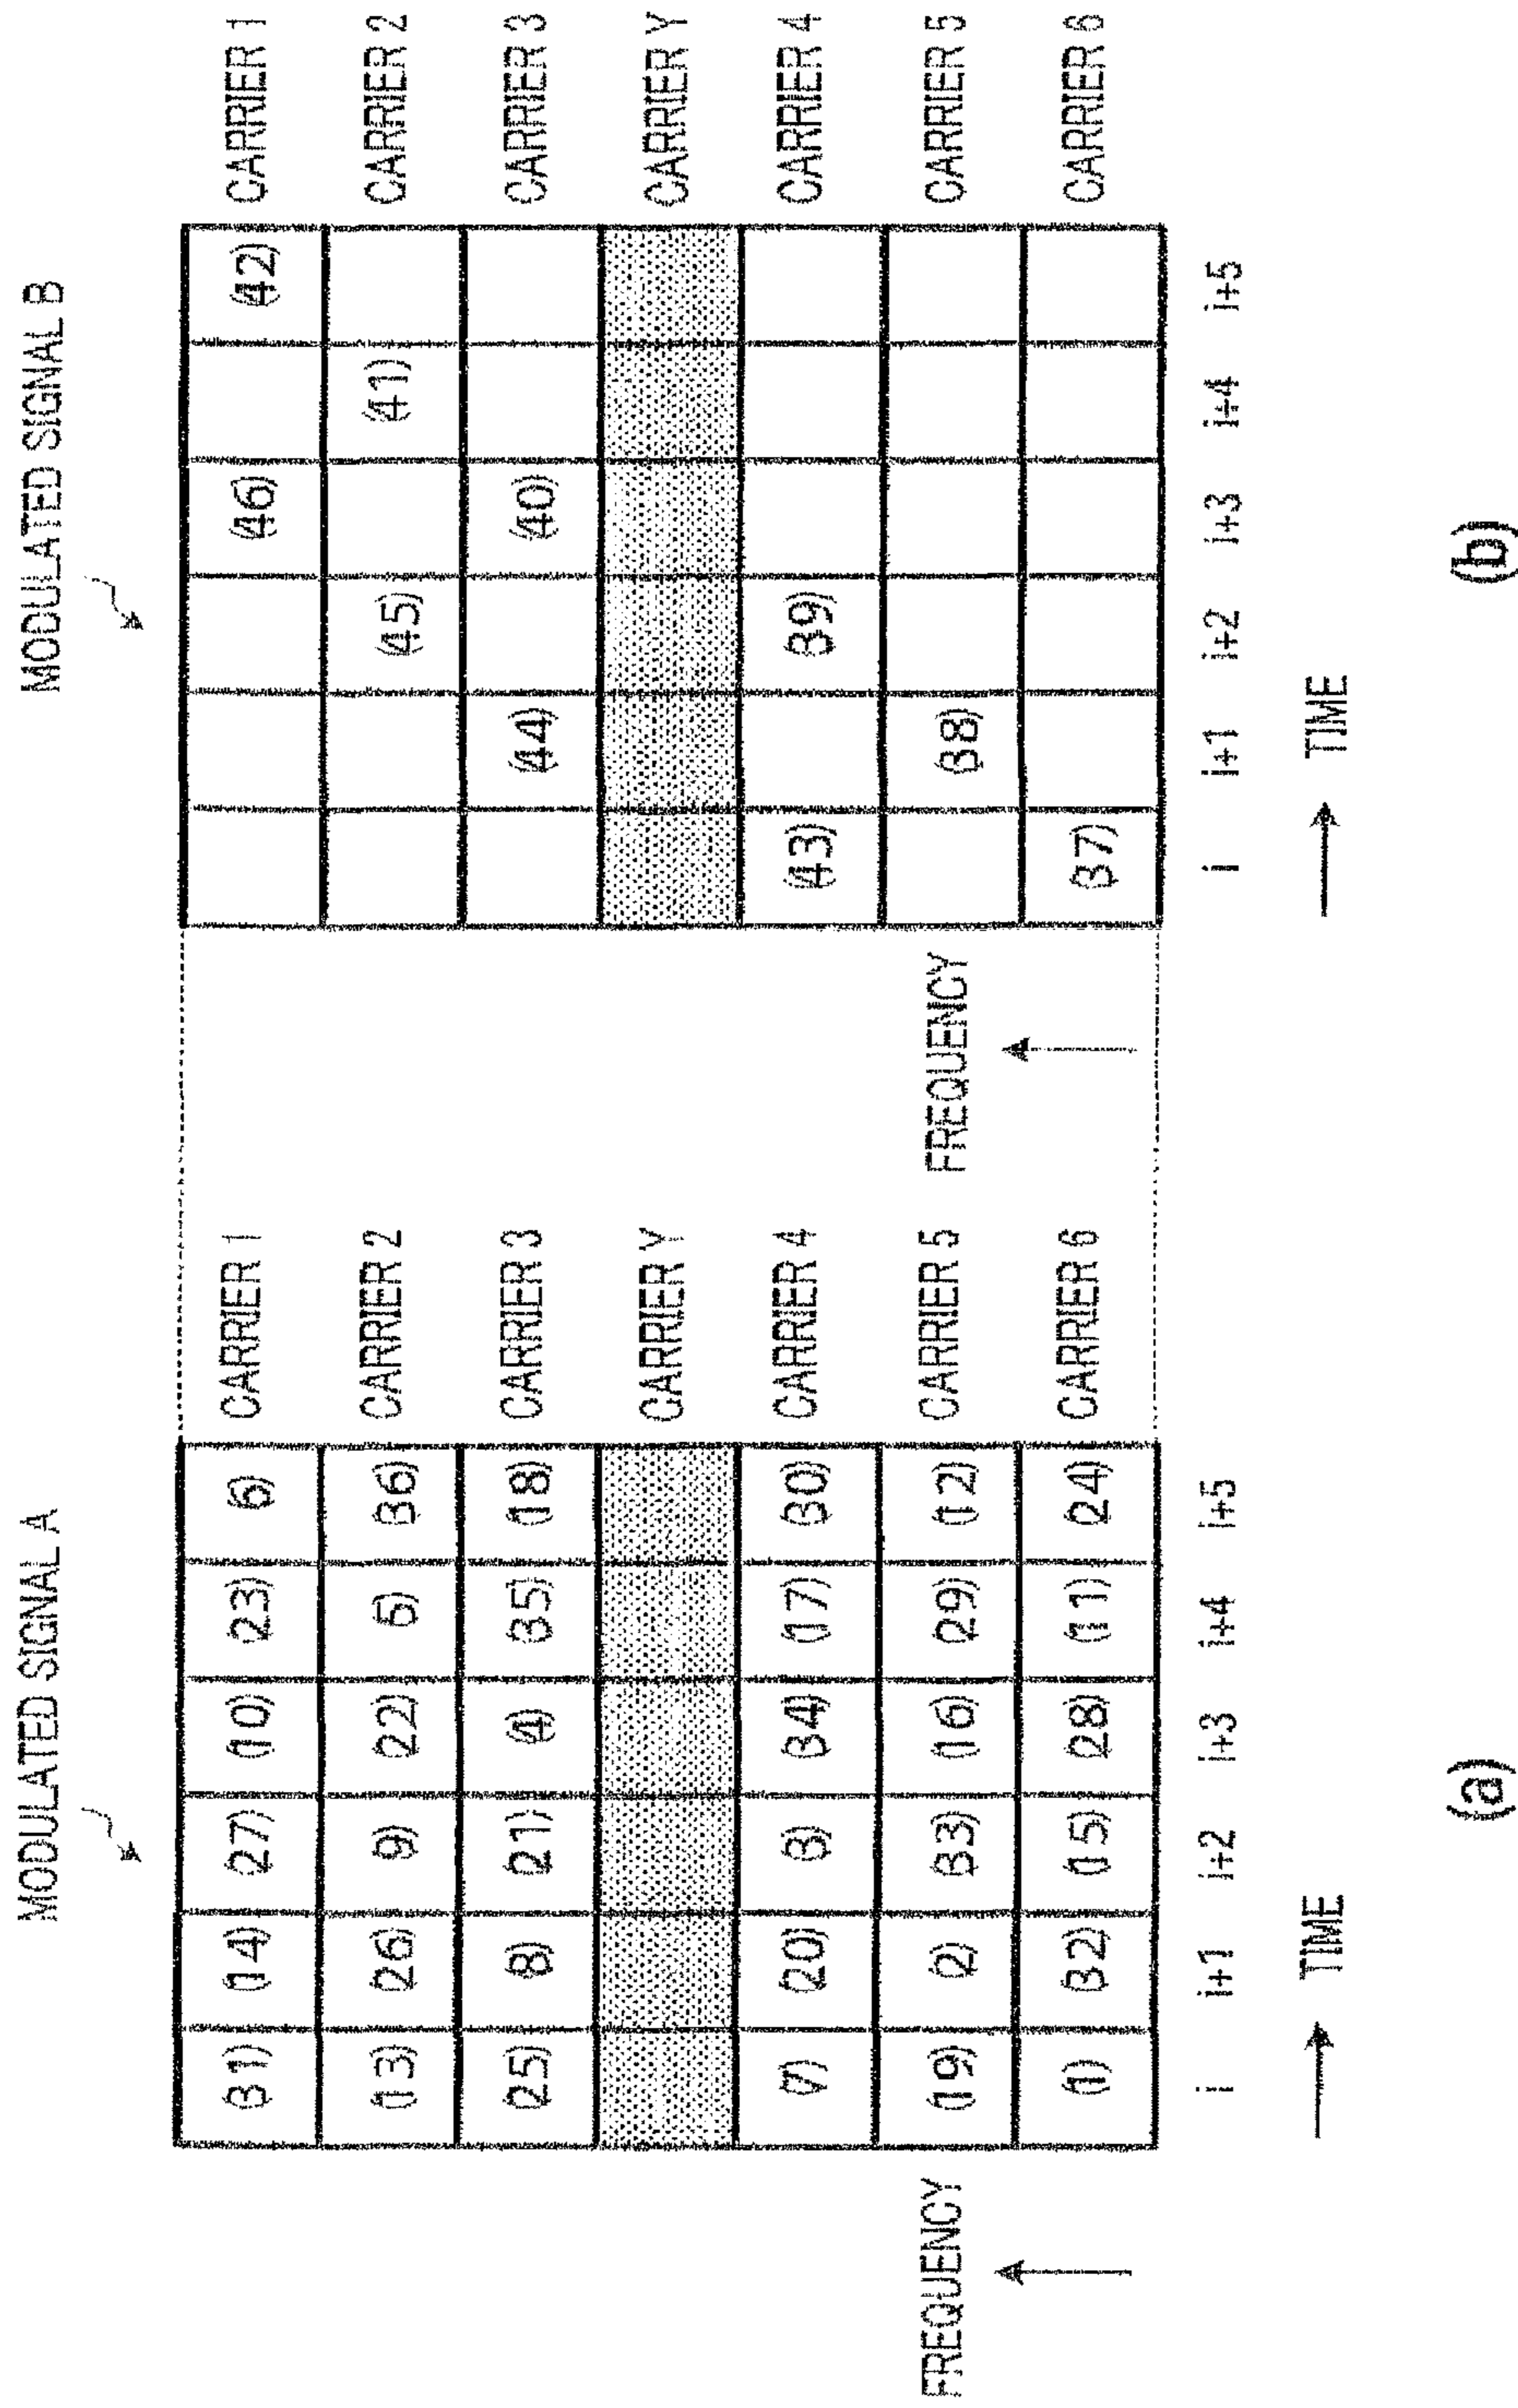 MODULATED SIGNAL A
(31) (14) (27) (10) (23) (6) CARRIER 1
(13) (26) (9) (22) (5) (36) CARRIER 2
(25) (8) (21) (4) (35) (18) CARRIER 3
CARRIER Y
(7) (20) (3) (34) (17) (30) CARRIER 4
(19) (2) (33) (16) (29) (12) CARRIER 5
(1) (32) (15) (28) (11) (24) CARRIER 6
i i+1 i+2 i+3 i+4 i+5
FREQUENCY
TIME
(a)
MODULATED SIGNAL B
(46) (42) CARRIER 1
(45) (41) CARRIER 2
(44) (40) CARRIER 3
CARRIER Y
(43) (39) CARRIER 4
(38) CARRIER 5
(37) CARRIER 6
i i+1 i+2 i+3 i+4 i+5
FREQUENCY
TIME
(b)